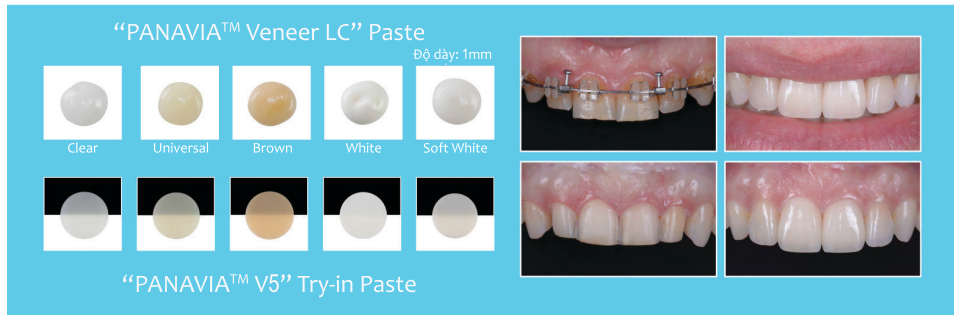 “PANAVIA™ Veneer LC” Paste
Độ dày: 1mm
Clear Universal Brown White Soft White
“PANAVIA™ V5” Try-in Paste